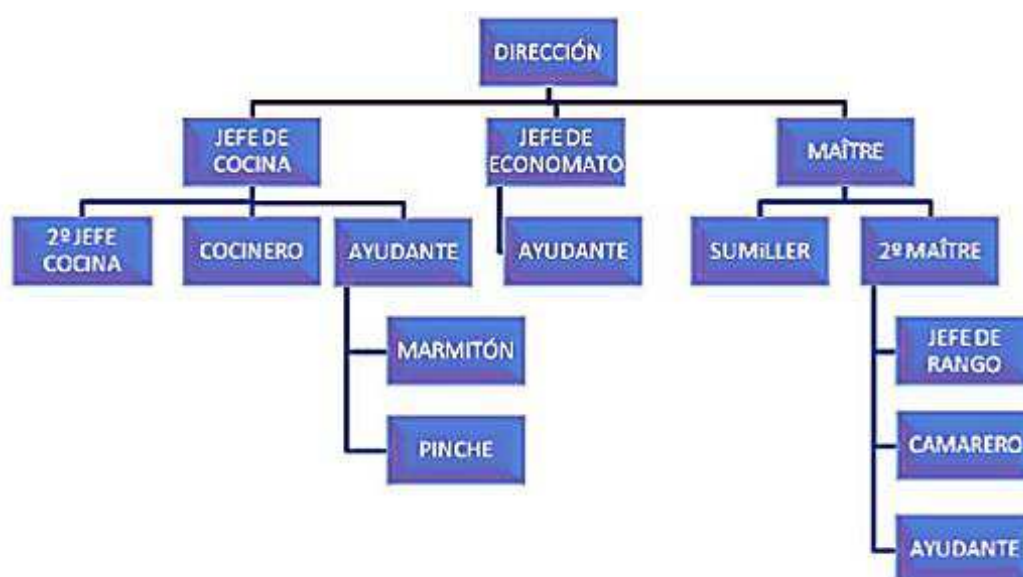 DIRECCIÓN
JEFE DE
COCINA
JEFE DE
ECONOMATO
MAÎTRE
2º JEFE
COCINA
COCINERO
AYUDANTE
AYUDANTE
SUMiLLER
2º MAÎTRE
MARMITÓN
PINCHE
JEFE DE
RANGO
CAMARERO
AYUDANTE